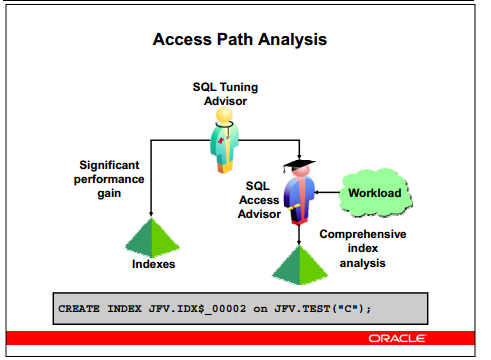 Access Path Analysis
SQL Tuning
Advisor
Significant
performance
gain
SQL
Access
Advisor
Workload
Comprehensive
index
analysis
Indexes
CREATE INDEX JFV.IDX$_00002 on JFV.TEST("C");
ORACLE